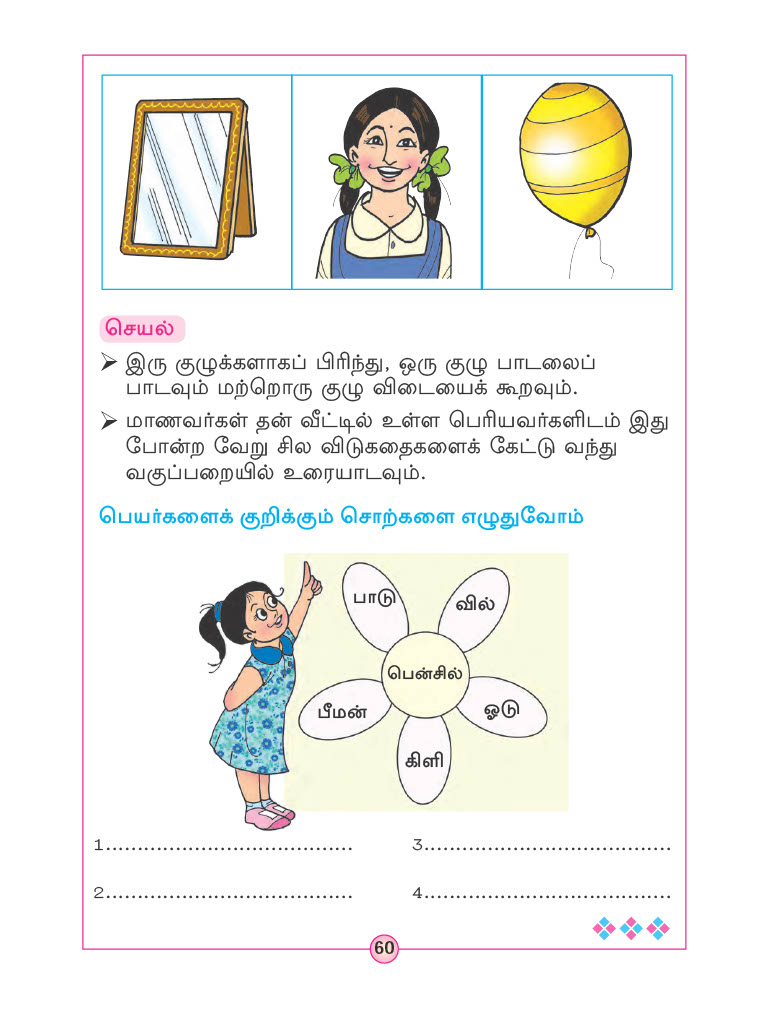 செயல்
➢ இரு குழுக்களாகப் பிரிந்து, ஒரு குழு பாடலைப்
பாடவும் மற்றொரு குழு விடையைக் கூறவும்.
➢ மாணவர்கள் தன் வீட்டில் உள்ள பெரியவர்களிடம் இது
போன்ற வேறு சில விடுகதைகளைக் கேட்டு வந்து
வகுப்பறையில் உரையாடவும்.
பெயர்களைக் குறிக்கும் சொற்களை எழுதுவோம்
பாடு
வில்
பென்சில்
பீமன்
ஓடு
கிளி
1.......................................
3.......................................
2.......................................
4.......................................
60